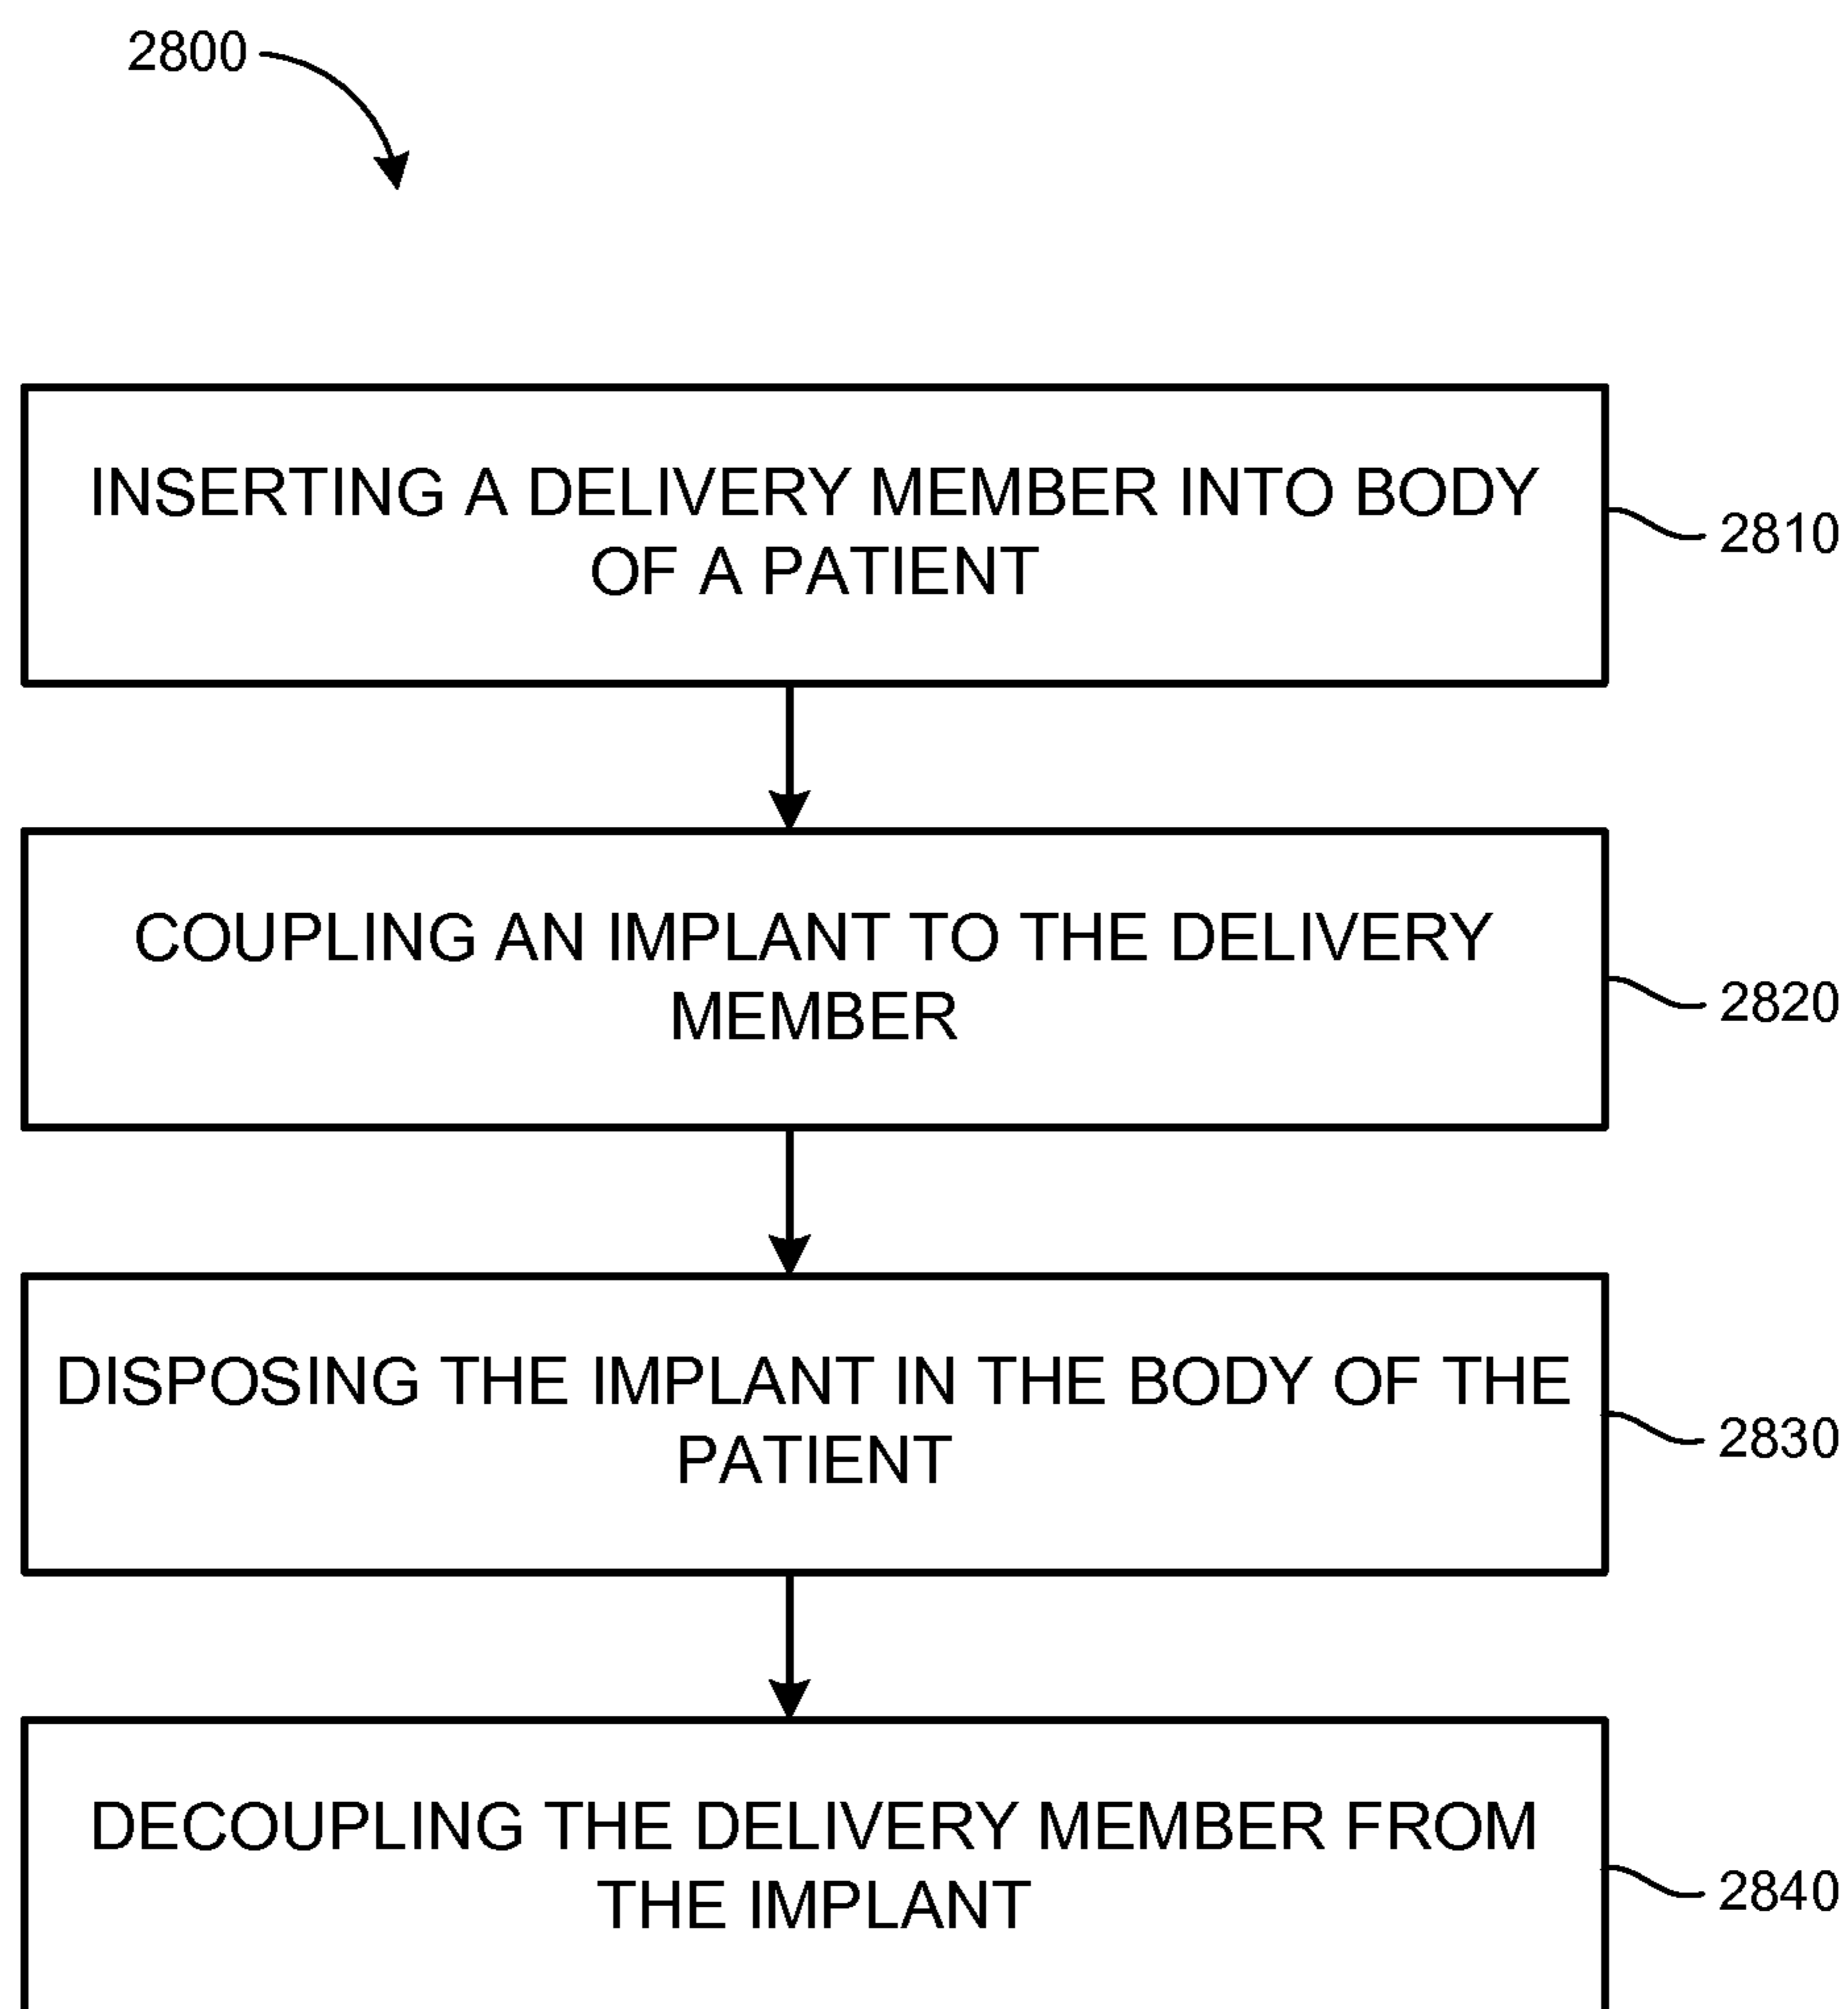 2800
INSERTING A DELIVERY MEMBER INTO BODY
OF A PATIENT
2810
COUPLING AN IMPLANT TO THE DELIVERY
MEMBER
2820
DISPOSING THE IMPLANT IN THE BODY OF THE
PATIENT
2830
DECOUPLING THE DELIVERY MEMBER FROM
THE IMPLANT
2840